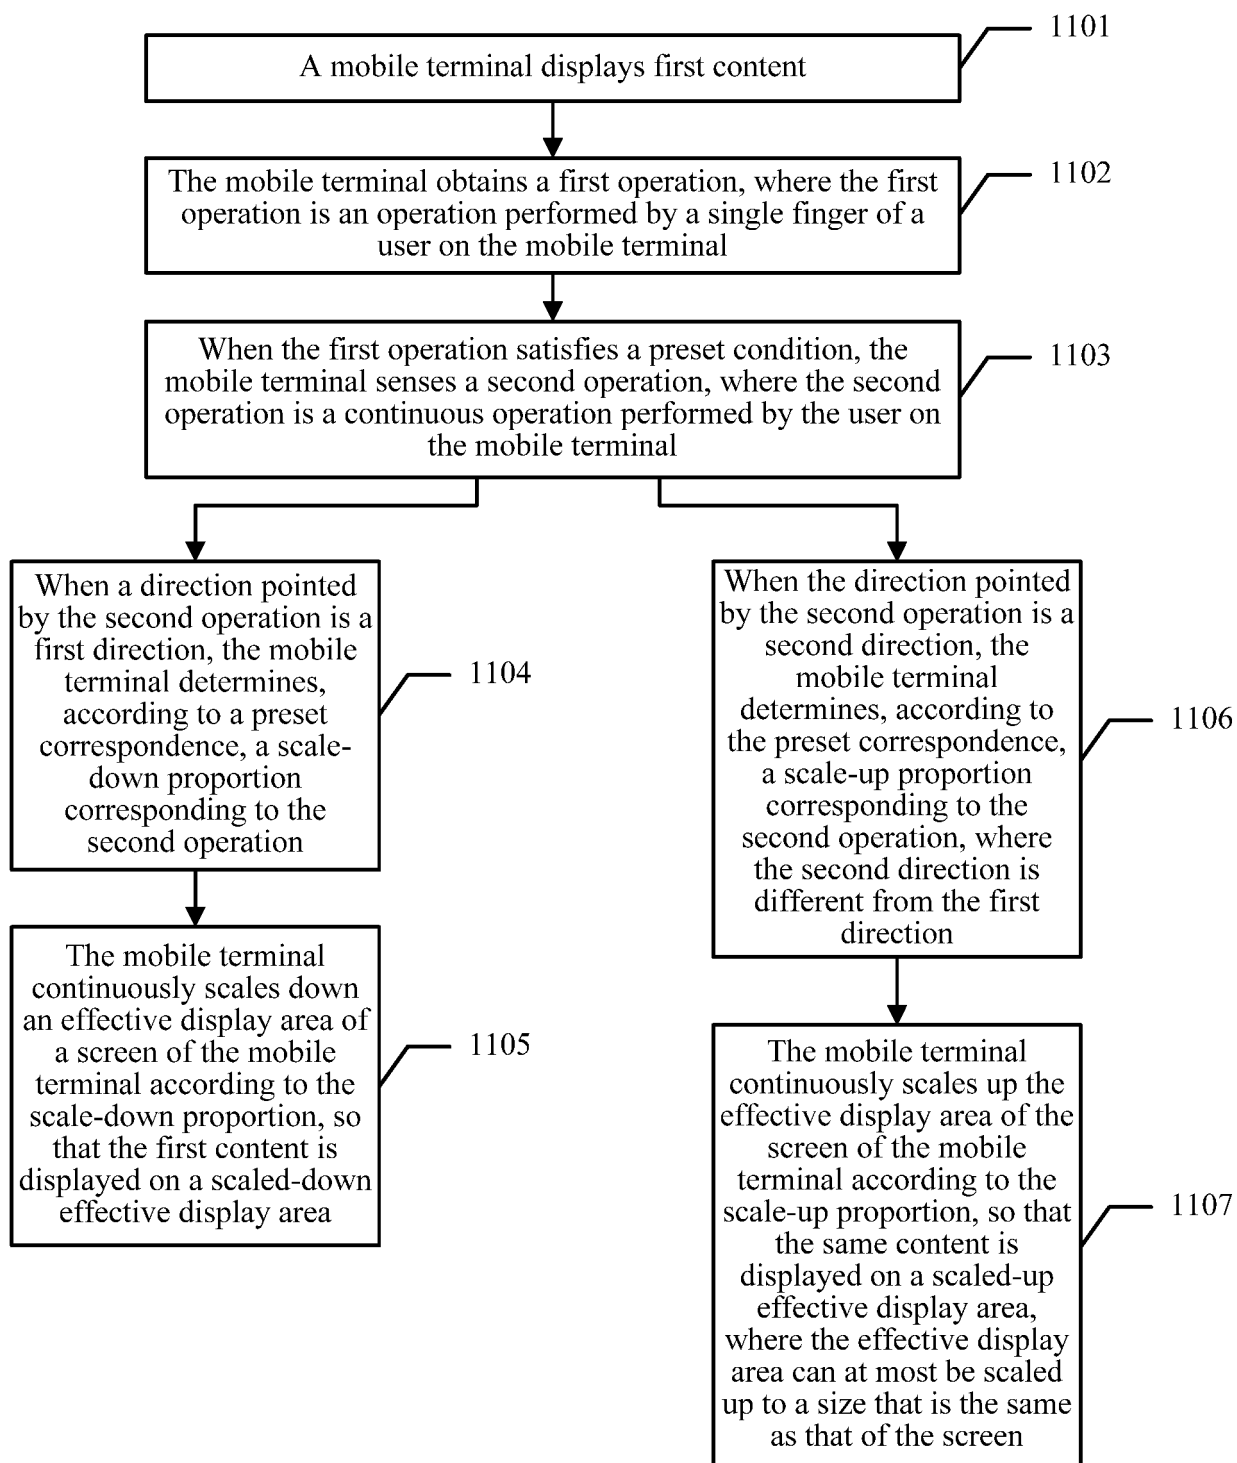 1101
A mobile terminal displays first content
1102
The mobile terminal obtains a first operation, where the first
operation is an operation performed by a single finger of a
user on the mobile terminal
1103
When the first operation satisfies a preset condition, the
mobile terminal senses a second operation, where the second
operation is a continuous operation performed by the user on
the mobile terminal
When a direction pointed
by the second operation is a
first direction, the mobile
terminal determines,
according to a preset
correspondence, a scale-
down proportion
corresponding to the
second operation
1104
The mobile terminal
continuously scales down
an effective display area of
a screen of the mobile
terminal according to the
scale-down proportion, so
that the first content is
displayed on a scaled-down
effective display area
1105
When the direction pointed
by the second operation is a
second direction, the
mobile terminal
determines, according to
the preset correspondence,
a scale-up proportion
corresponding to the
second operation, where
the second direction is
different from the first
direction
1106
The mobile terminal
continuously scales up the
effective display area of the
screen of the mobile
terminal according to the
scale-up proportion, so that
the same content is
displayed on a scaled-up
effective display area,
where the effective display
area can at most be scaled
up to a size that is the same
as that of the screen
1107